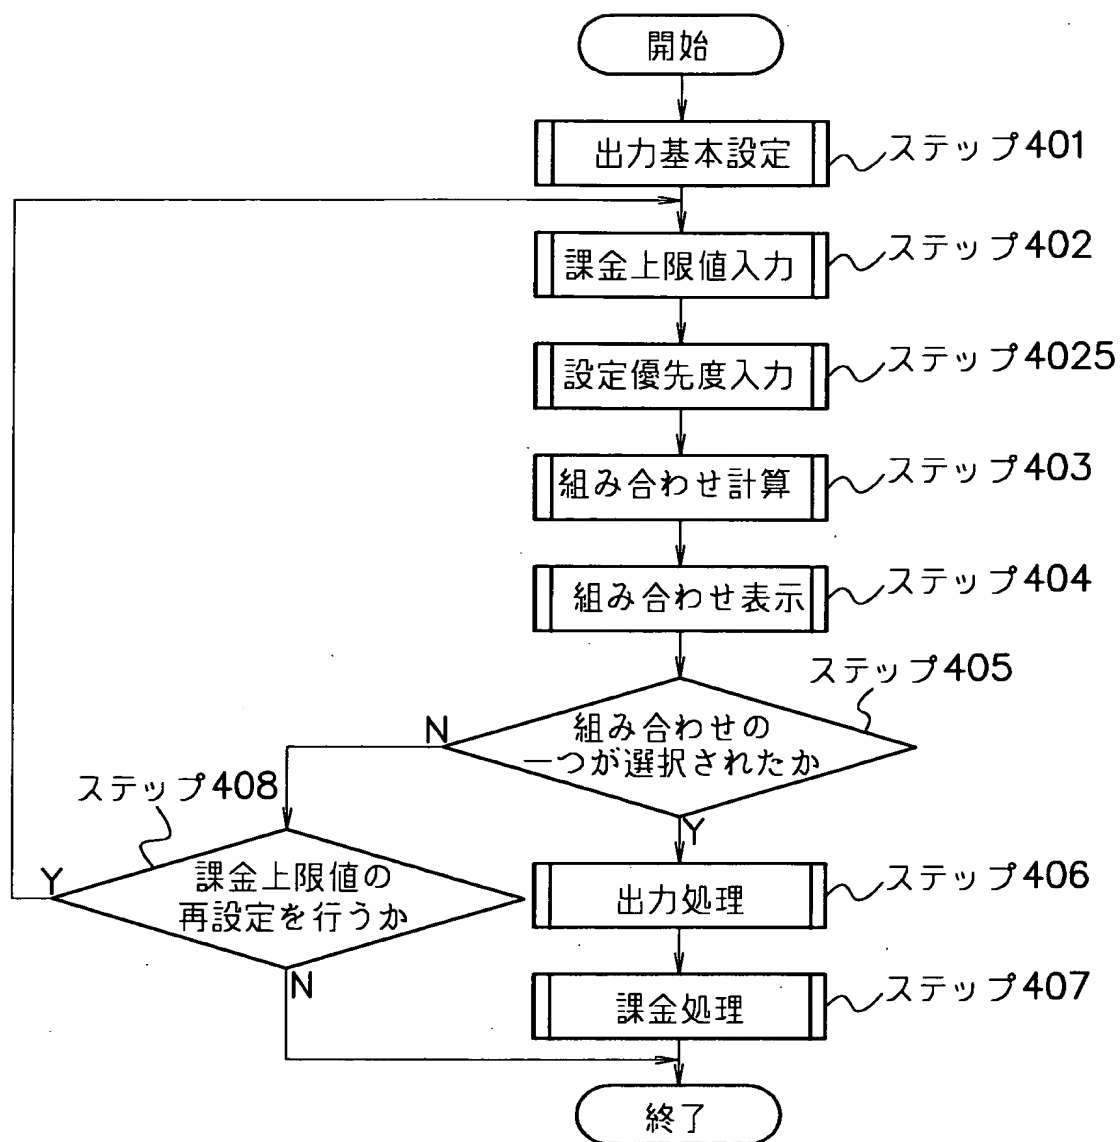 開始
出力基本設定
ステップ401
課金上限値入力
ステップ402
設定優先度入力
ステップ4025
組み合わせ計算
ステップ403
組み合わせ表示
ステップ404
ステップ405
組み合わせの
一つが選択されたか
N
Y
ステップ408
課金上限値の
再設定を行うか
Y
N
出力処理
ステップ406
課金処理
ステップ407
終了